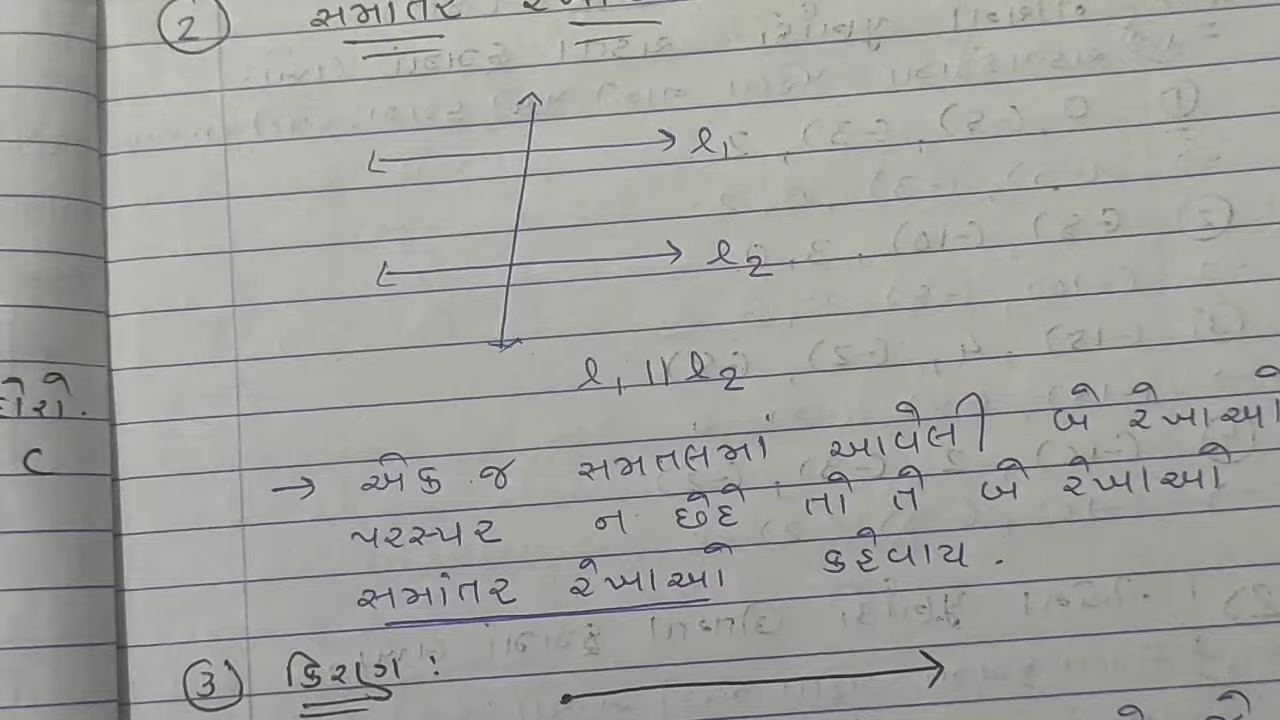 2 સમાંતર
l₁
l₂
l₁ || l₂
→ એક જ સમતલમાં આવેલી બે રેખાઓ
પરસ્પર ન છેદે તો તે બે રેખાઓ
સમાંતર રેખાઓ કહેવાય.
3 કિરણ :